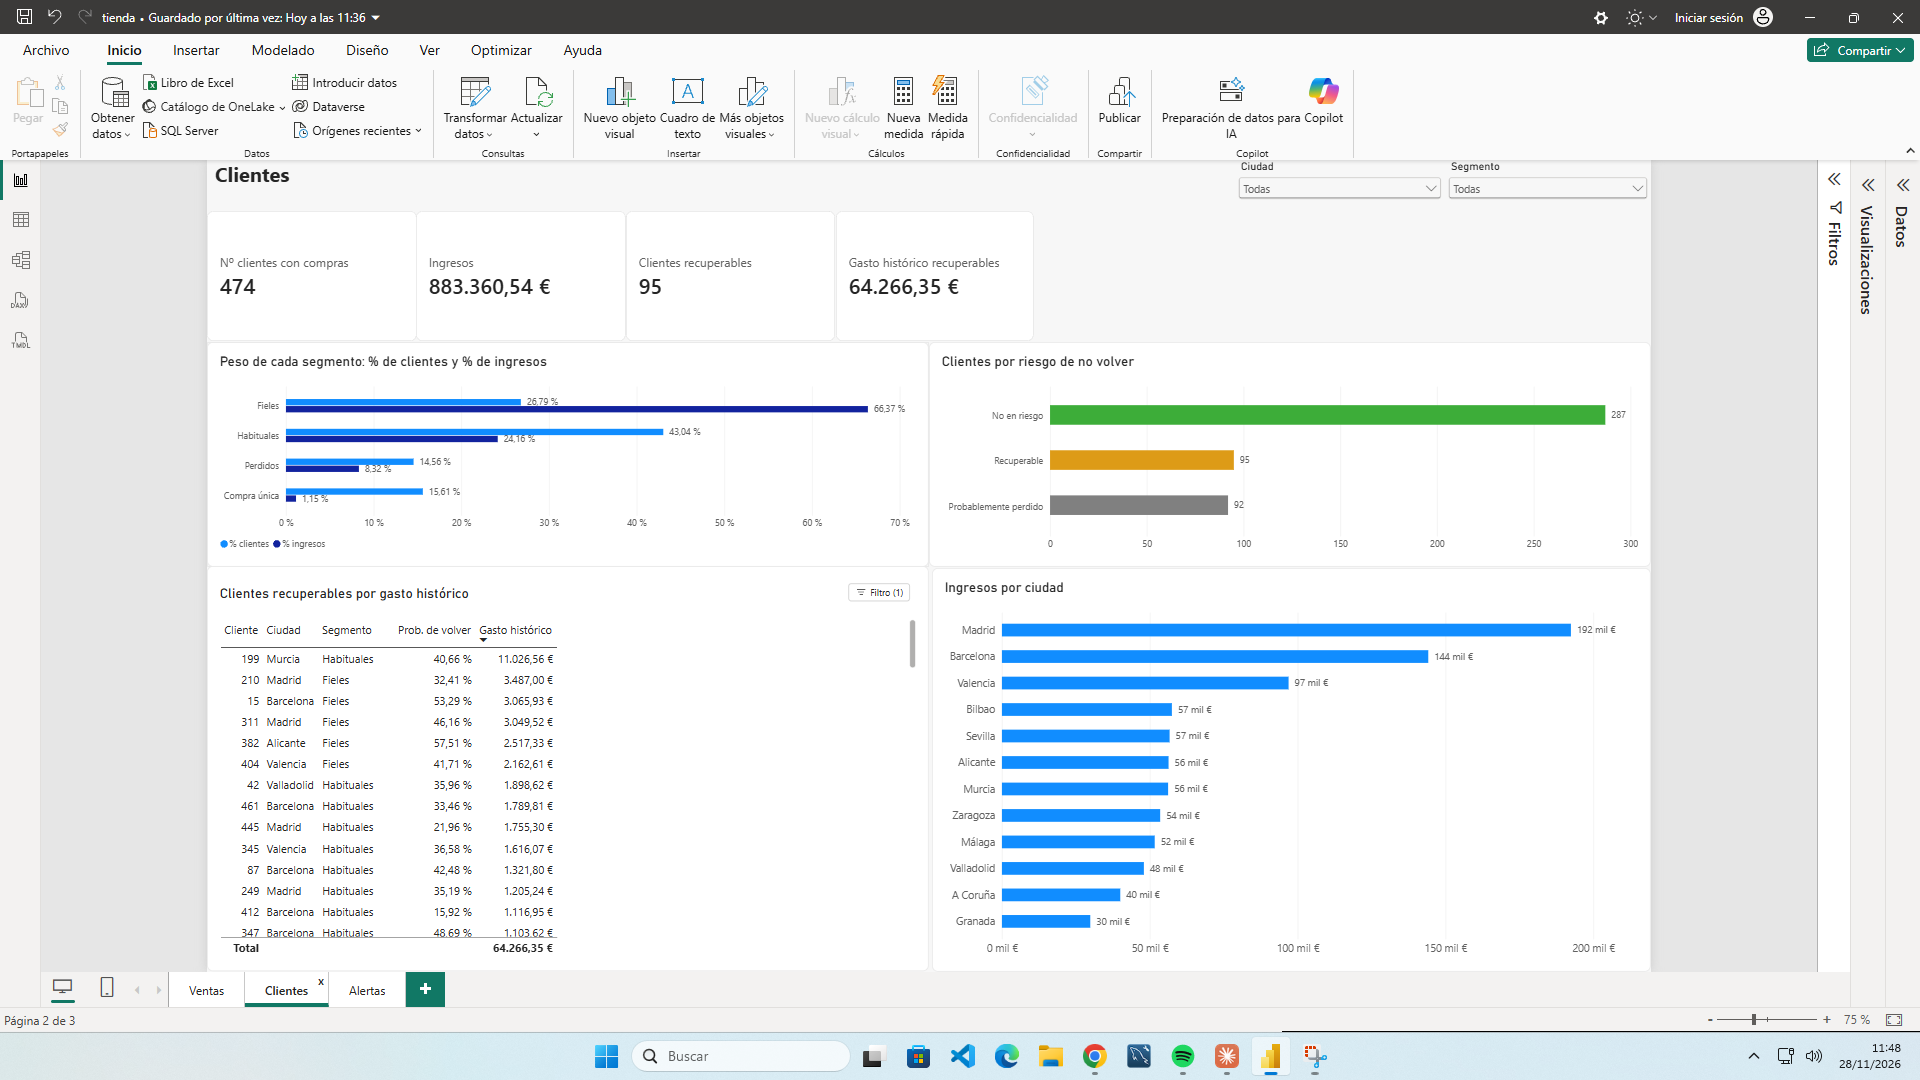 tienda • Guardado por última vez: Hoy a las 11:36
Iniciar sesión
Archivo Inicio Insertar Modelado Diseño Ver Optimizar Ayuda
Compartir
Pegar
Portapapeles
Obtener datos
Libro de Excel
Catálogo de OneLake
SQL Server
Introducir datos
Dataverse
Orígenes recientes
Datos
Transformar datos
Actualizar
Consultas
Nuevo objeto visual
Cuadro de texto
Más objetos visuales
Insertar
Nuevo cálculo visual
Nueva medida
Medida rápida
Cálculos
Confidencialidad
Confidencialidad
Publicar
Compartir
Preparación de datos para IA
Copilot
Copilot
DAX
TMDL
Clientes
Ciudad
Todas
Segmento
Todas
Nº clientes con compras
474
Ingresos
883.360,54 €
Clientes recuperables
95
Gasto histórico recuperables
64.266,35 €
Peso de cada segmento: % de clientes y % de ingresos
Fieles 26,79 % 66,37 %
Habituales 43,04 % 24,16 %
Perdidos 14,56 % 8,32 %
Compra única 15,61 % 1,15 %
0 % 10 % 20 % 30 % 40 % 50 % 60 % 70 %
% clientes % ingresos
Clientes por riesgo de no volver
No en riesgo 287
Recuperable 95
Probablemente perdido 92
0 50 100 150 200 250 300
Clientes recuperables por gasto histórico
Filtro (1)
Cliente Ciudad Segmento Prob. de volver Gasto histórico
199 Murcia Habituales 40,66 % 11.026,56 €
210 Madrid Fieles 32,41 % 3.487,00 €
15 Barcelona Fieles 53,29 % 3.065,93 €
311 Madrid Fieles 46,16 % 3.049,52 €
382 Alicante Fieles 57,51 % 2.517,33 €
404 Valencia Fieles 41,71 % 2.162,61 €
42 Valladolid Habituales 35,96 % 1.898,62 €
461 Barcelona Habituales 33,46 % 1.789,81 €
445 Madrid Habituales 21,96 % 1.755,30 €
345 Valencia Habituales 36,58 % 1.616,07 €
87 Barcelona Habituales 42,48 % 1.321,80 €
249 Madrid Habituales 35,19 % 1.205,24 €
412 Barcelona Habituales 15,92 % 1.116,95 €
347 Barcelona Habituales 48,69 % 1.103,62 €
Total 64.266,35 €
Ingresos por ciudad
Madrid 192 mil €
Barcelona 144 mil €
Valencia 97 mil €
Bilbao 57 mil €
Sevilla 57 mil €
Alicante 56 mil €
Murcia 56 mil €
Zaragoza 54 mil €
Málaga 52 mil €
Valladolid 48 mil €
A Coruña 40 mil €
Granada 30 mil €
0 mil € 50 mil € 100 mil € 150 mil € 200 mil €
Filtros
Visualizaciones
Datos
Ventas Clientes x Alertas +
Página 2 de 3
- + 75 %
Buscar
11:48
28/11/2026